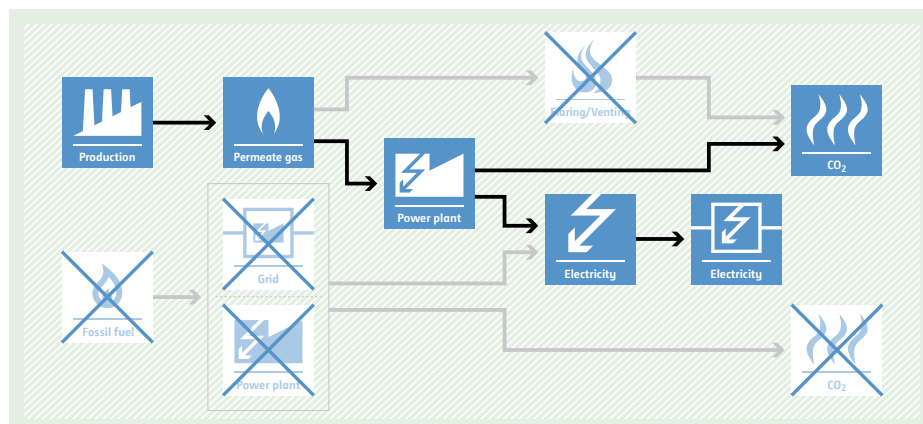 Flaring/Venting
Production
Permeate gas
CO₂
Power plant
Grid
Electricity
Electricity
Fossil fuel
Power plant
CO₂